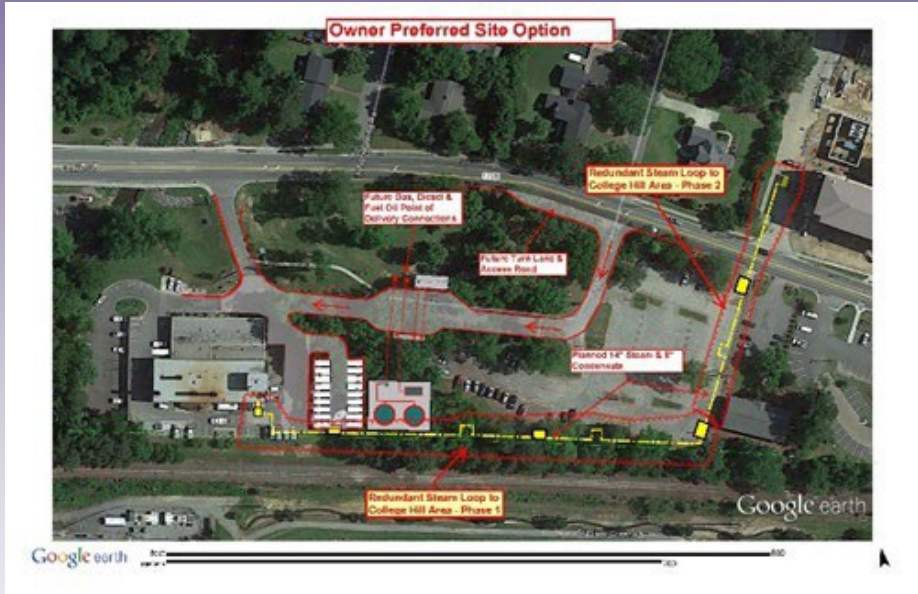 Owner Preferred Site Option
Redundant Steam Loop to
College Hill Area - Phase 2
Future Gas, Diesel &
Fuel Oil Point of
Delivery Connections
Future Turn Lane &
Access Road
Planned 14" Steam & 8"
Condensate
Redundant Steam Loop to
College Hill Area - Phase 1
Google earth
Google earth
feet